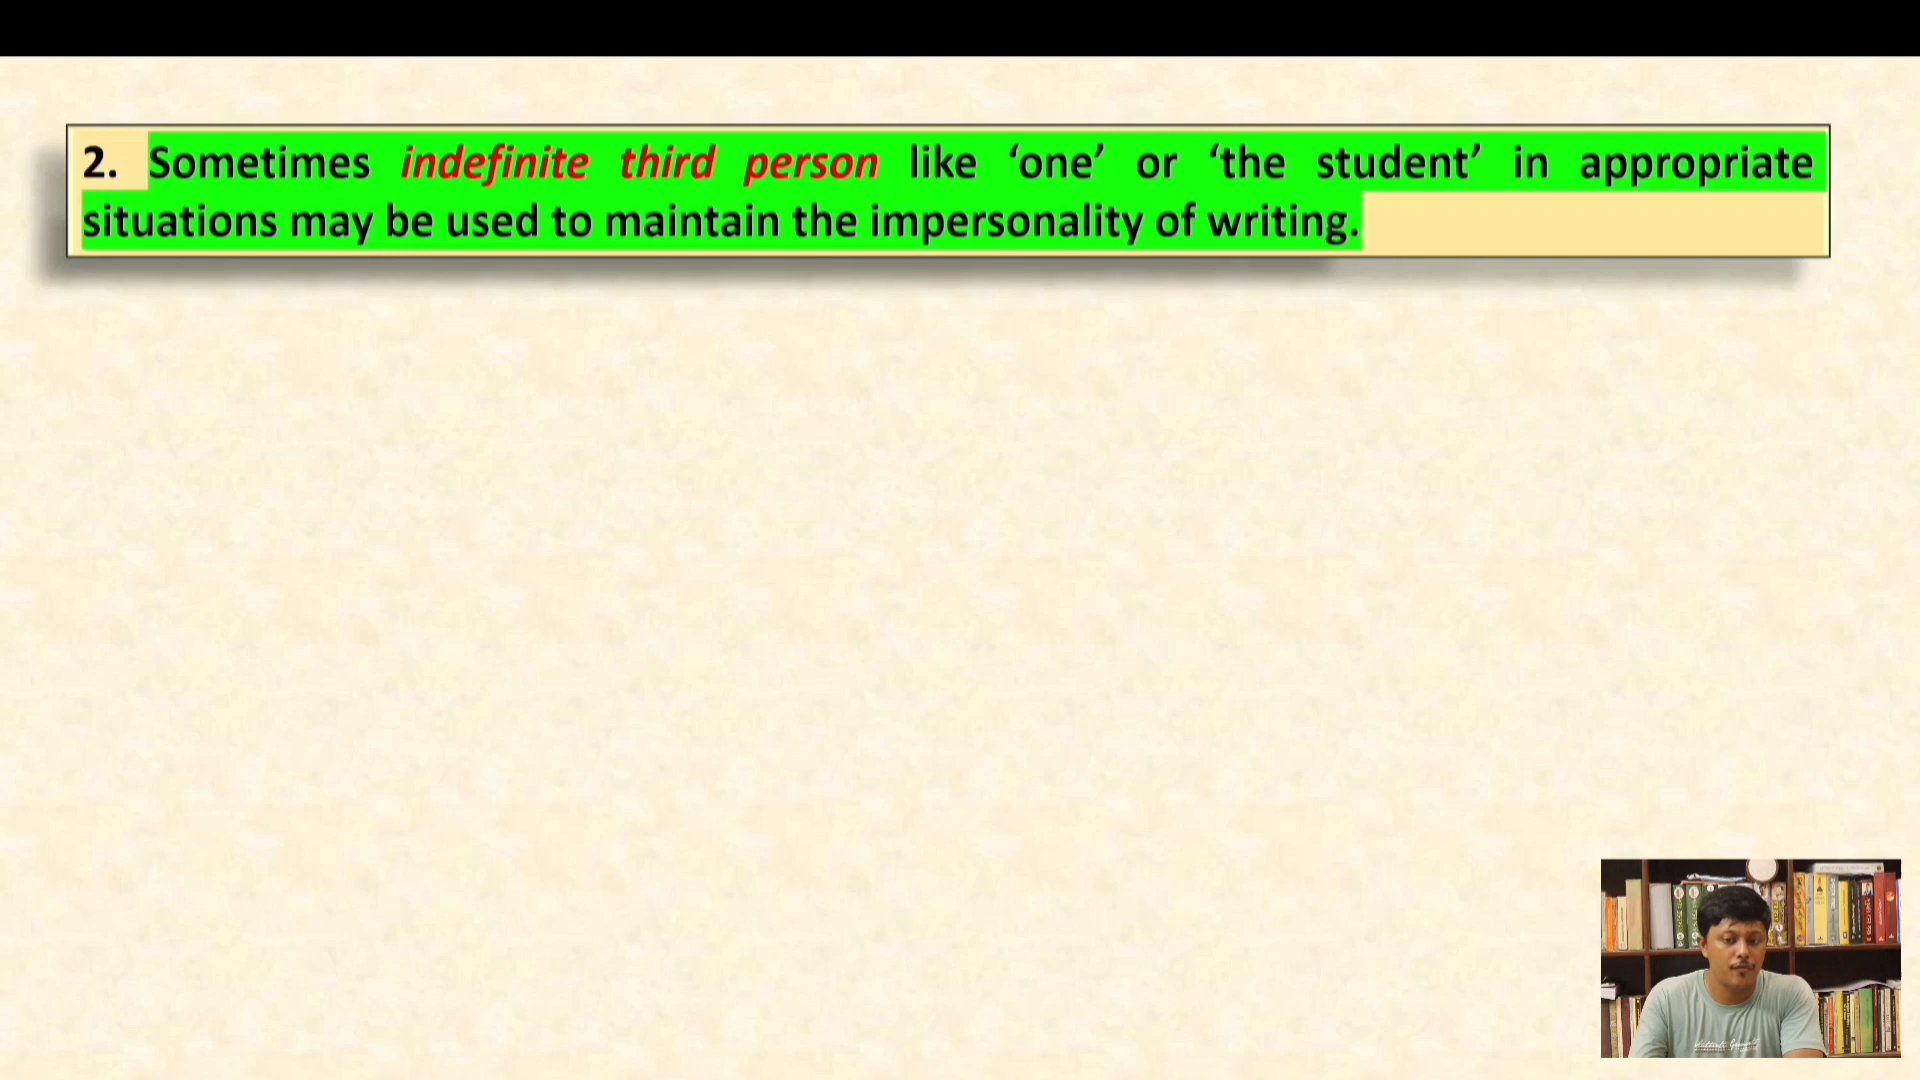 2. Sometimes indefinite third person like ‘one’ or ‘the student’ in appropriate
situations may be used to maintain the impersonality of writing.